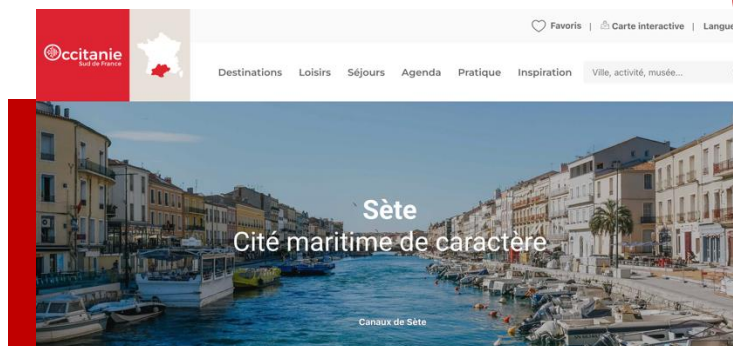 Favoris | Carte interactive | Langue
Occitanie
Sud de France
Destinations Loisirs Séjours Agenda Pratique Inspiration Ville, activité, musée...
Sète
Cité maritime de caractère
Canaux de Sète